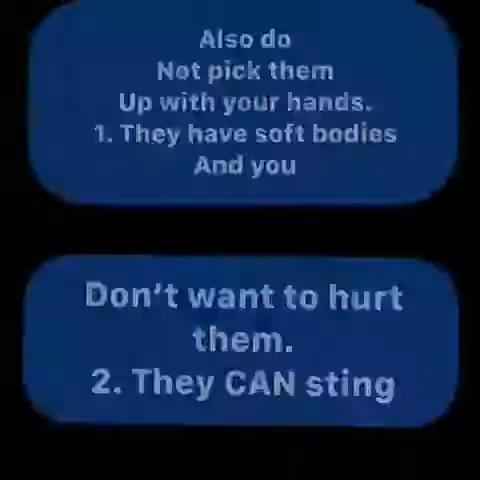 Also do
Not pick them
Up with your hands.
1. They have soft bodies
And you
Don't want to hurt
them.
2. They CAN sting